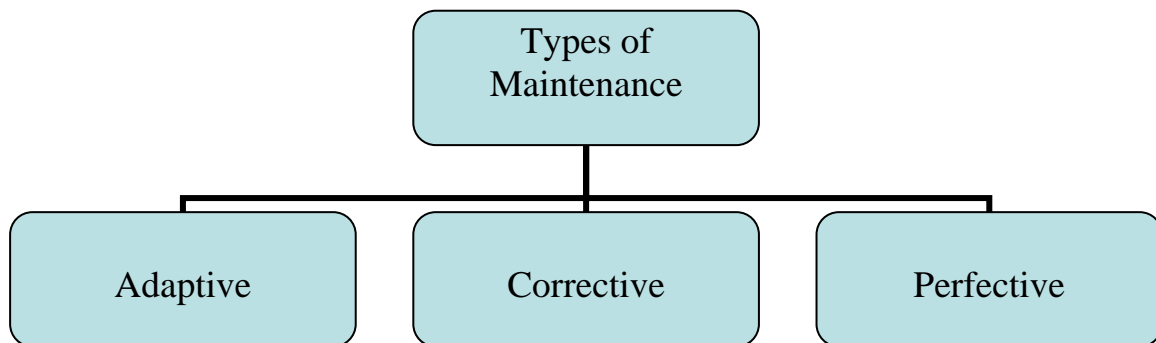 Types of
Maintenance
Adaptive
Corrective
Perfective